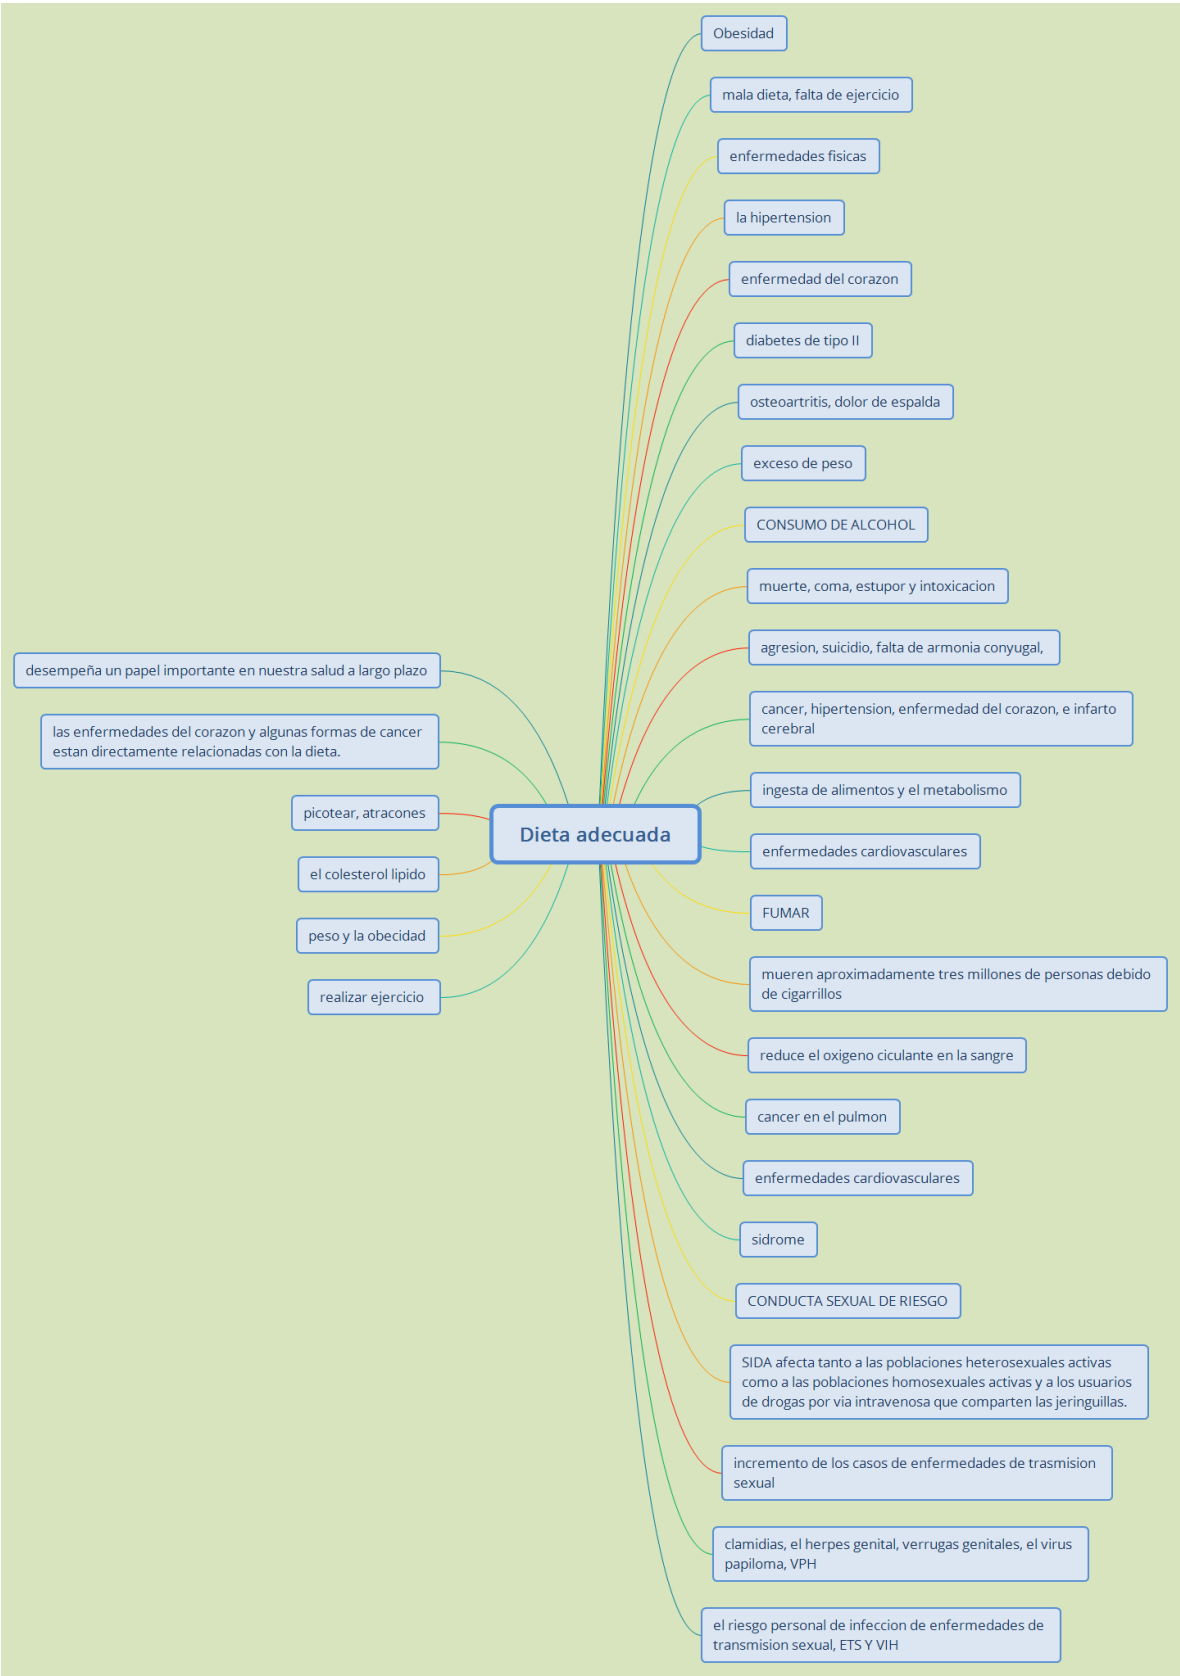 Obesidad
mala dieta, falta de ejercicio
enfermedades fisicas
la hipertension
enfermedad del corazon
diabetes de tipo II
osteoartritis, dolor de espalda
exceso de peso
CONSUMO DE ALCOHOL
muerte, coma, estupor y intoxicacion
agresion, suicidio, falta de armonia conyugal,
cancer, hipertension, enfermedad del corazon, e infarto
cerebral
ingesta de alimentos y el metabolismo
enfermedades cardiovasculares
FUMAR
mueren aproximadamente tres millones de personas debido
de cigarrillos
reduce el oxigeno ciculante en la sangre
cancer en el pulmon
enfermedades cardiovasculares
sidrome
CONDUCTA SEXUAL DE RIESGO
SIDA afecta tanto a las poblaciones heterosexuales activas
como a las poblaciones homosexuales activas y a los usuarios
de drogas por via intravenosa que comparten las jeringuillas.
incremento de los casos de enfermedades de trasmision
sexual
clamidias, el herpes genital, verrugas genitales, el virus
papiloma, VPH
el riesgo personal de infeccion de enfermedades de
transmision sexual, ETS Y VIH
Dieta adecuada
desempeña un papel importante en nuestra salud a largo plazo
las enfermedades del corazon y algunas formas de cancer
estan directamente relacionadas con la dieta.
picotear, atracones
el colesterol lipido
peso y la obecidad
realizar ejercicio